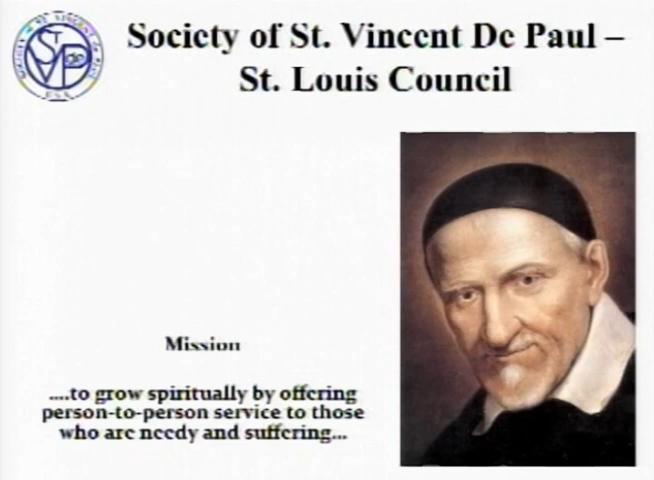 Society of St. Vincent De Paul –
St. Louis Council
Mission
....to grow spiritually by offering
person-to-person service to those
who are needy and suffering...